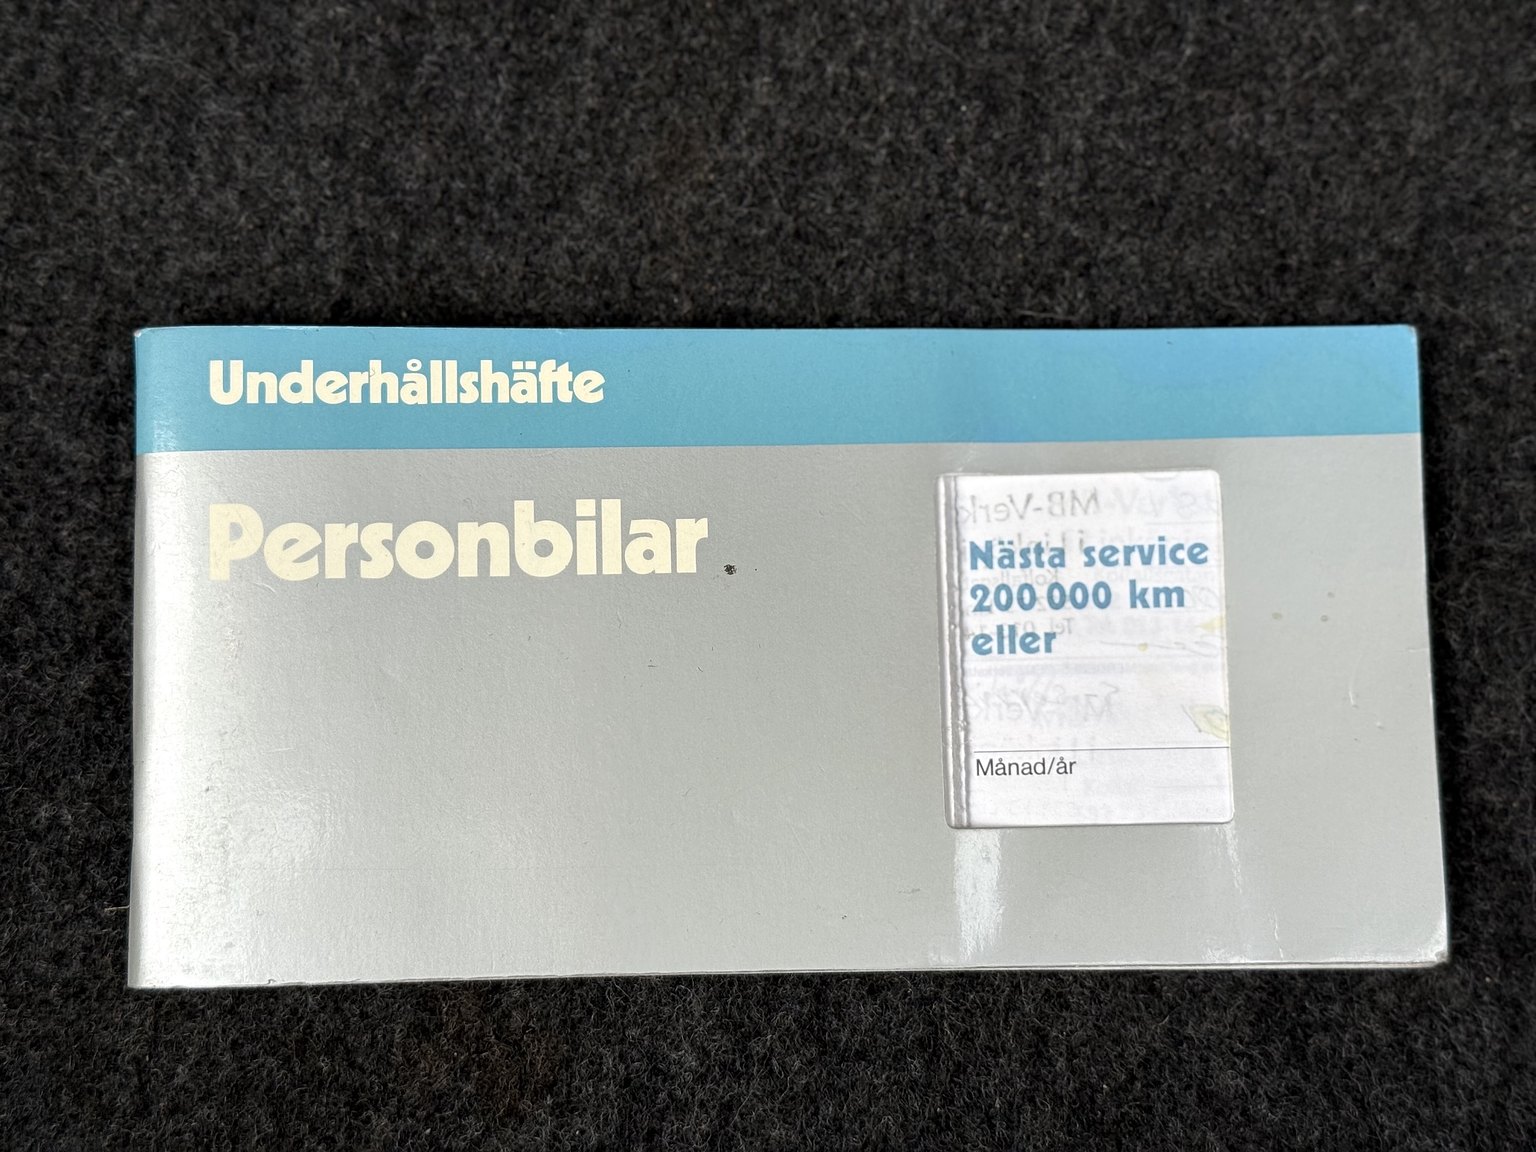 Underhållshäfte
Personbilar
Nästa service
200 000 km
eller
Månad/år